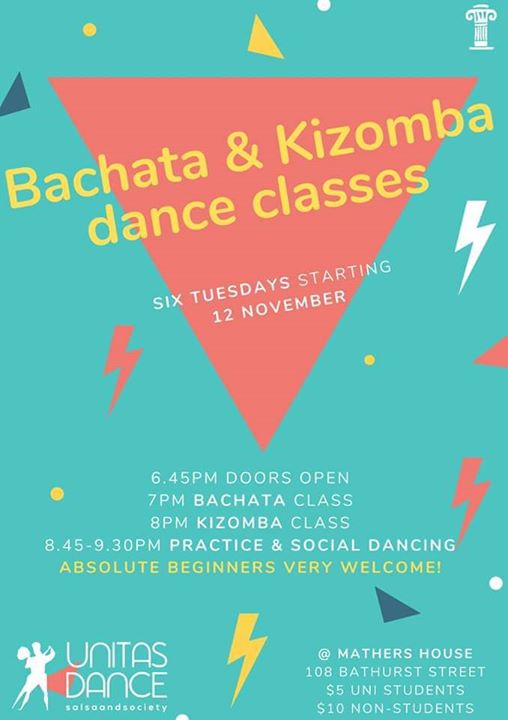 Bachata & Kizomba
dance classes
SIX TUESDAYS STARTING
12 NOVEMBER
6.45PM DOORS OPEN
7PM BACHATA CLASS
8PM KIZOMBA CLASS
8.45-9.30PM PRACTICE & SOCIAL DANCING
ABSOLUTE BEGINNERS VERY WELCOME!
UNITAS
DANCE
salsaandsociety
@ MATHERS HOUSE
108 BATHURST STREET
$5 UNI STUDENTS
$10 NON-STUDENTS